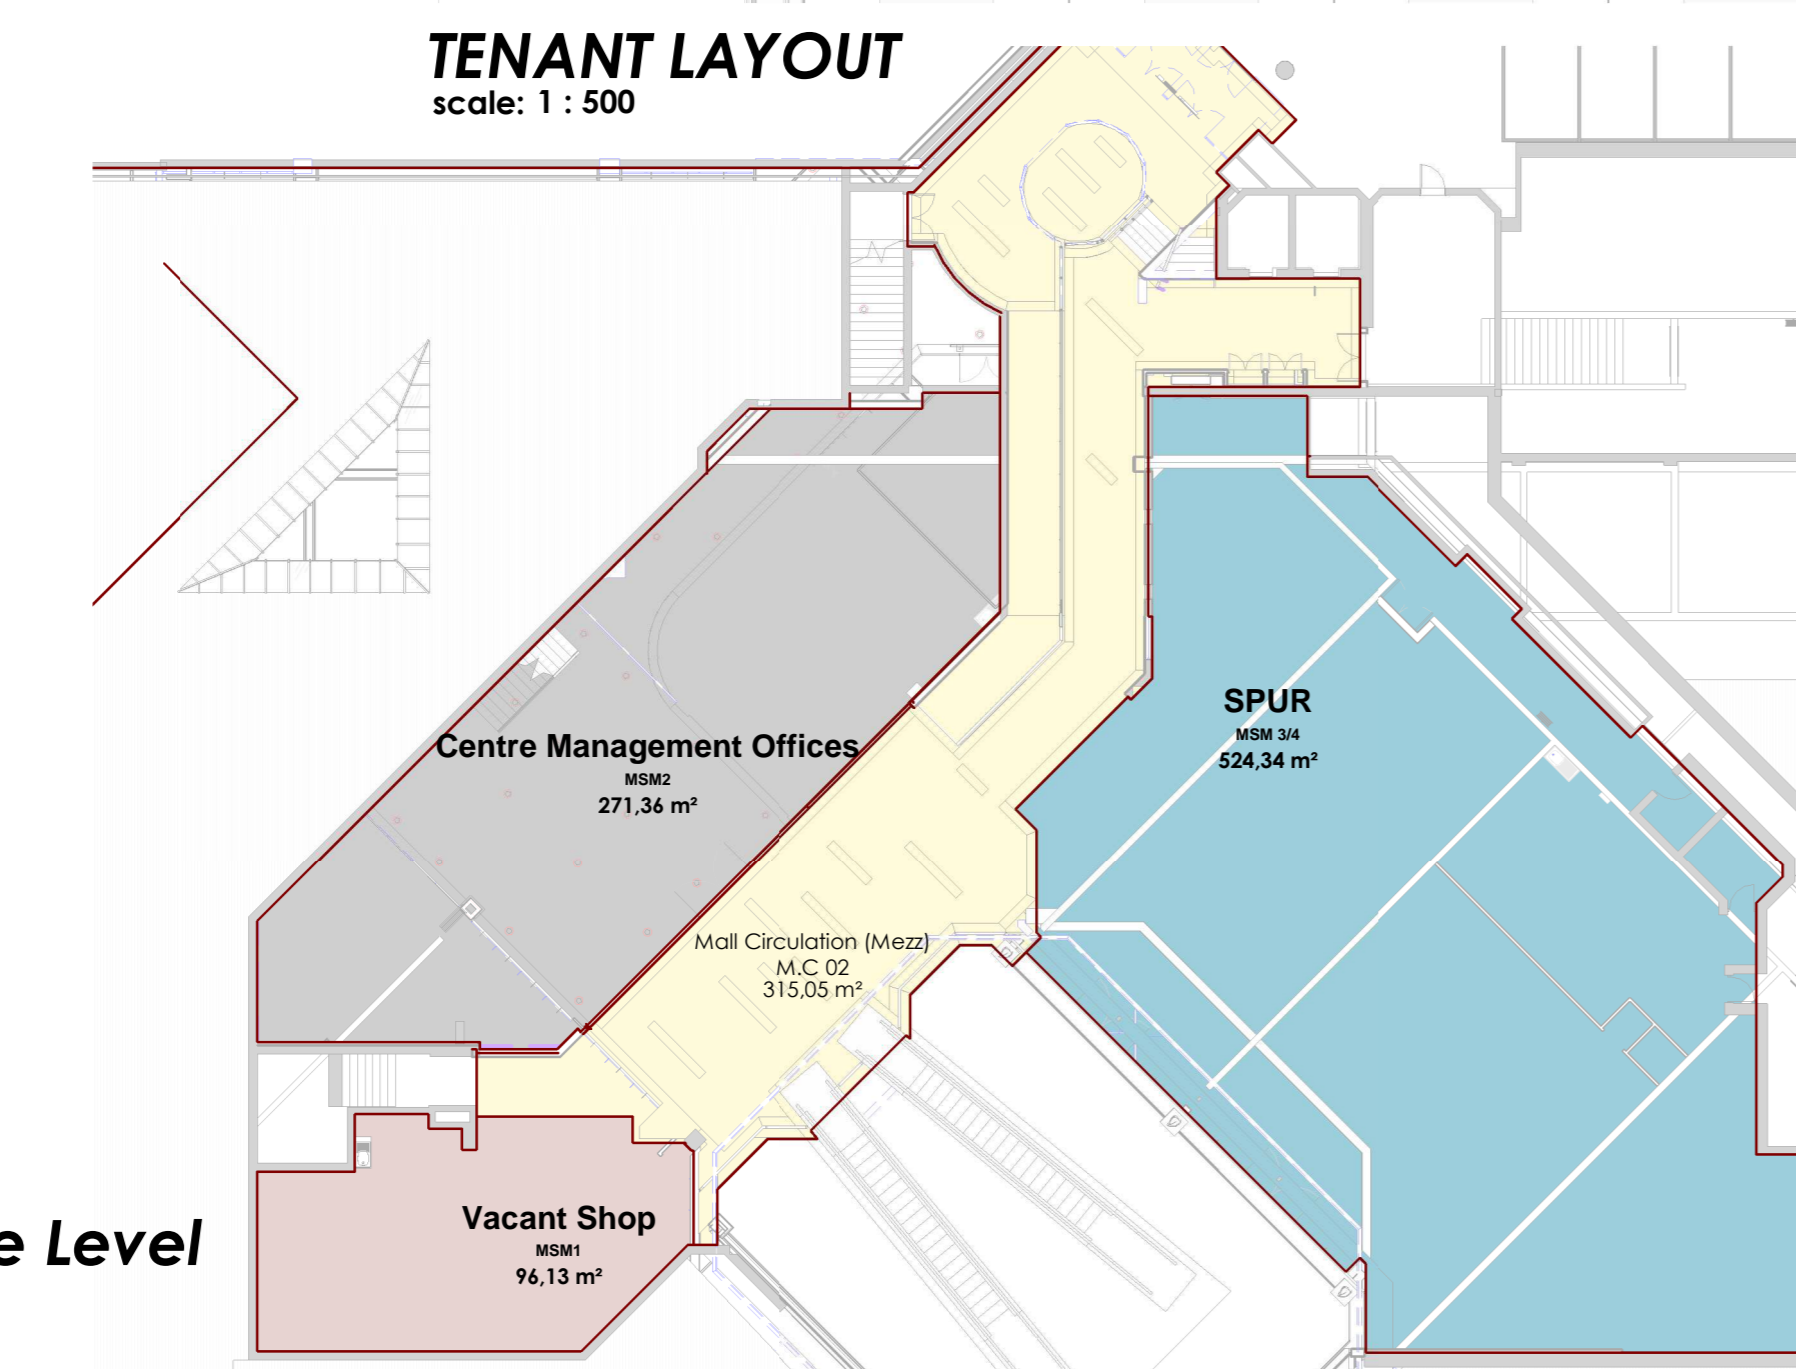 TENANT LAYOUT
scale: 1 : 500
SPUR
MSM 3/4
524,34 m²
Centre Management Offices
MSM2
271,36 m²
Mall Circulation (Mezz)
M.C 02
315,05 m²
Vacant Shop
MSM1
96,13 m²
e Level